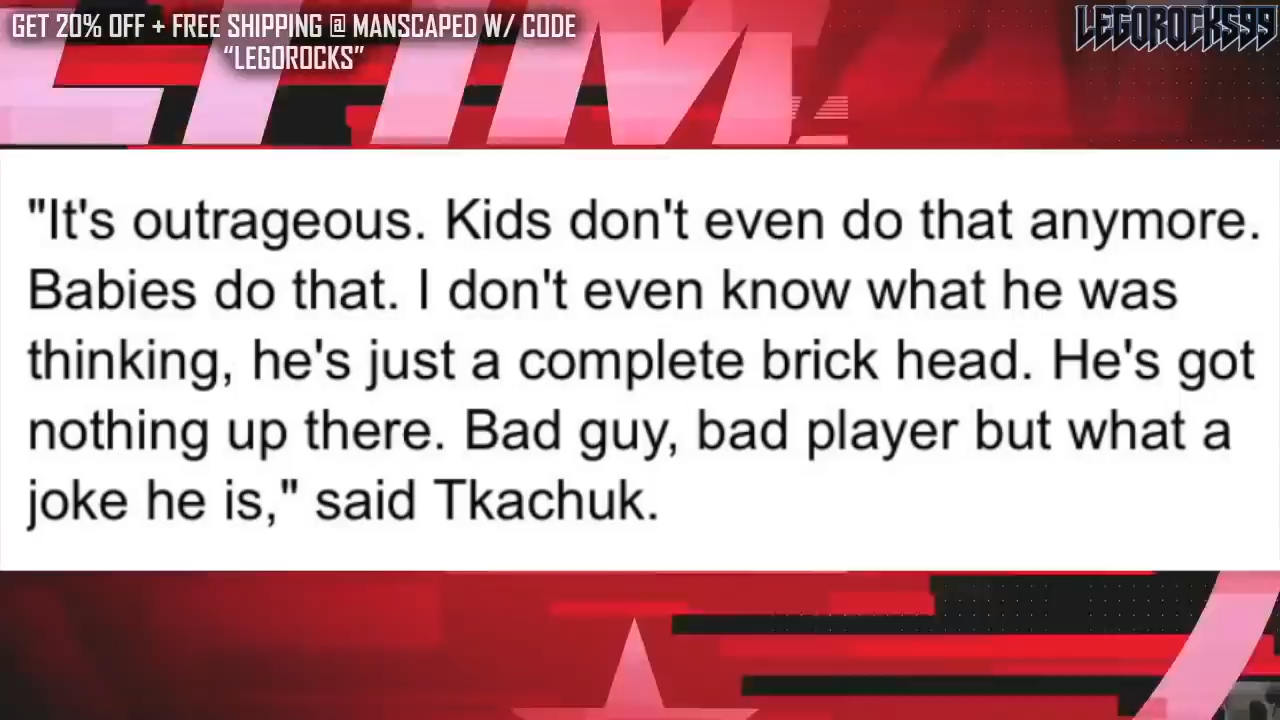 GET 20% OFF + FREE SHIPPING @ MANSCAPED W/ CODE
“LEGOROCKS”
LEGOROCKS99
"It's outrageous. Kids don't even do that anymore.
Babies do that. I don't even know what he was
thinking, he's just a complete brick head. He's got
nothing up there. Bad guy, bad player but what a
joke he is," said Tkachuk.